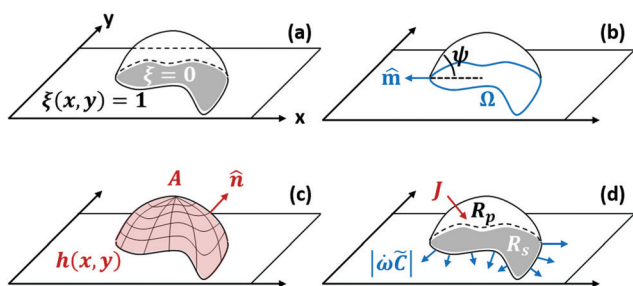 y
(a)
ξ = 0
ξ(x, y) = 1
x
(b)
ψ
m̂
Ω
(c)
A
n̂
h(x, y)
(d)
J
R_p
R_s
|ω̇C̃|